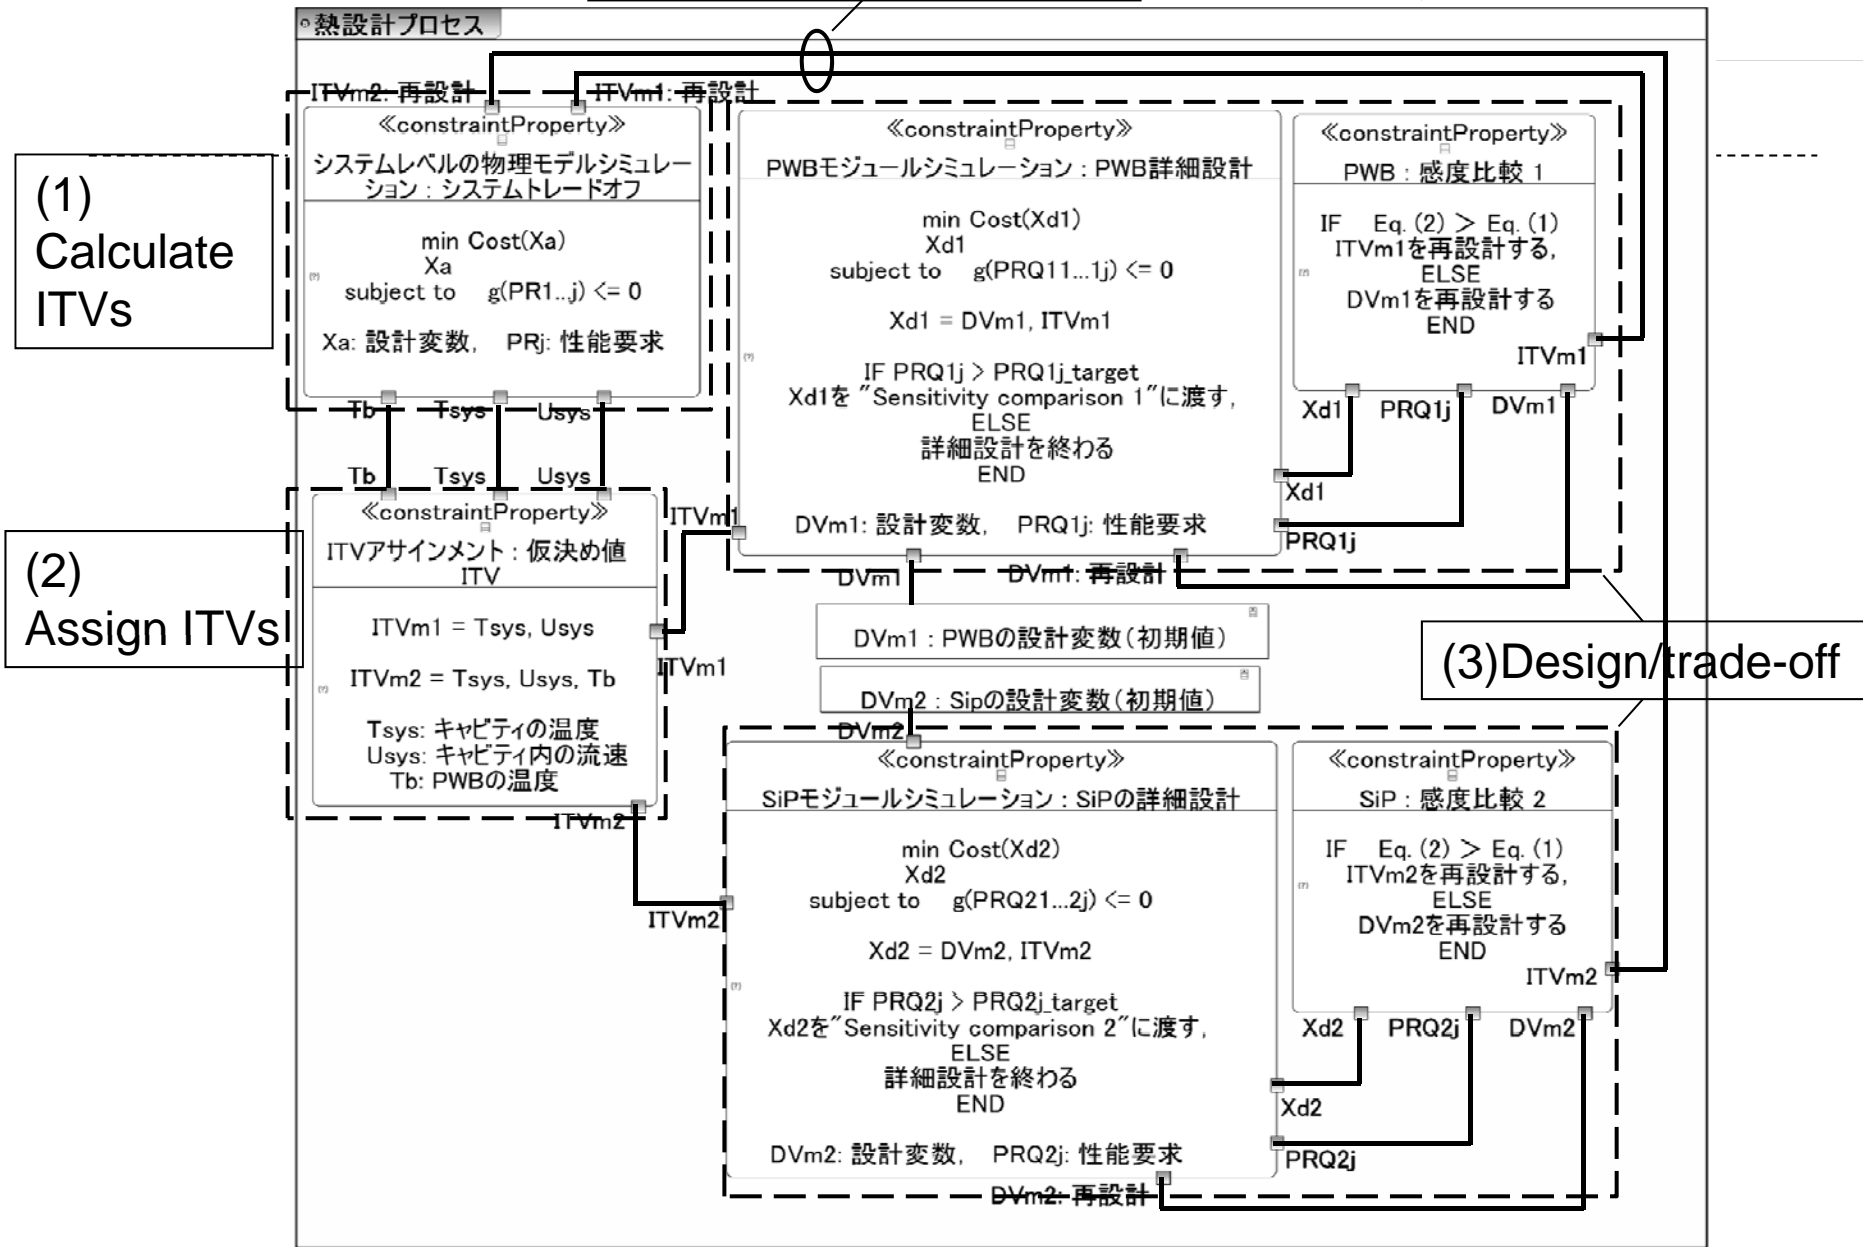 熱設計プロセス
ITVm2: 再設計
ITVm1: 再設計
(1)
Calculate
ITVs
≪constraintProperty≫
システムレベルの物理モデルシミュレー
ション : システムトレードオフ
min Cost(Xa)
Xa
subject to g(PR1...j) <= 0
Xa: 設計変数, PRj: 性能要求
Tb
Tsys
Usys
Tb
Tsys
Usys
(2)
Assign ITVs
≪constraintProperty≫
ITVアサインメント : 仮決め値
ITV
ITVm1 = Tsys, Usys
ITVm2 = Tsys, Usys, Tb
Tsys: キャビティの温度
Usys: キャビティ内の流速
Tb: PWBの温度
ITVm1
ITVm1
ITVm2
ITVm2
≪constraintProperty≫
PWBモジュールシミュレーション : PWB詳細設計
min Cost(Xd1)
Xd1
subject to g(PRQ11...1j) <= 0
Xd1 = DVm1, ITVm1
IF PRQ1j > PRQ1j_target
Xd1を "Sensitivity comparison 1"に渡す,
ELSE
詳細設計を終わる
END
DVm1: 設計変数, PRQ1j: 性能要求
≪constraintProperty≫
PWB : 感度比較 1
IF Eq. (2) > Eq. (1)
ITVm1を再設計する,
ELSE
DVm1を再設計する
END
ITVm1
Xd1
PRQ1j
DVm1
Xd1
PRQ1j
DVm1
DVm1: 再設計
DVm1 : PWBの設計変数(初期値)
DVm2 : Sipの設計変数(初期値)
(3)Design/trade-off
DVm2
≪constraintProperty≫
SiPモジュールシミュレーション : SiPの詳細設計
min Cost(Xd2)
Xd2
subject to g(PRQ21...2j) <= 0
Xd2 = DVm2, ITVm2
IF PRQ2j > PRQ2j_target
Xd2を"Sensitivity comparison 2"に渡す,
ELSE
詳細設計を終わる
END
DVm2: 設計変数, PRQ2j: 性能要求
≪constraintProperty≫
SiP : 感度比較 2
IF Eq. (2) > Eq. (1)
ITVm2を再設計する,
ELSE
DVm2を再設計する
END
ITVm2
Xd2
PRQ2j
DVm2
Xd2
PRQ2j
DVm2: 再設計